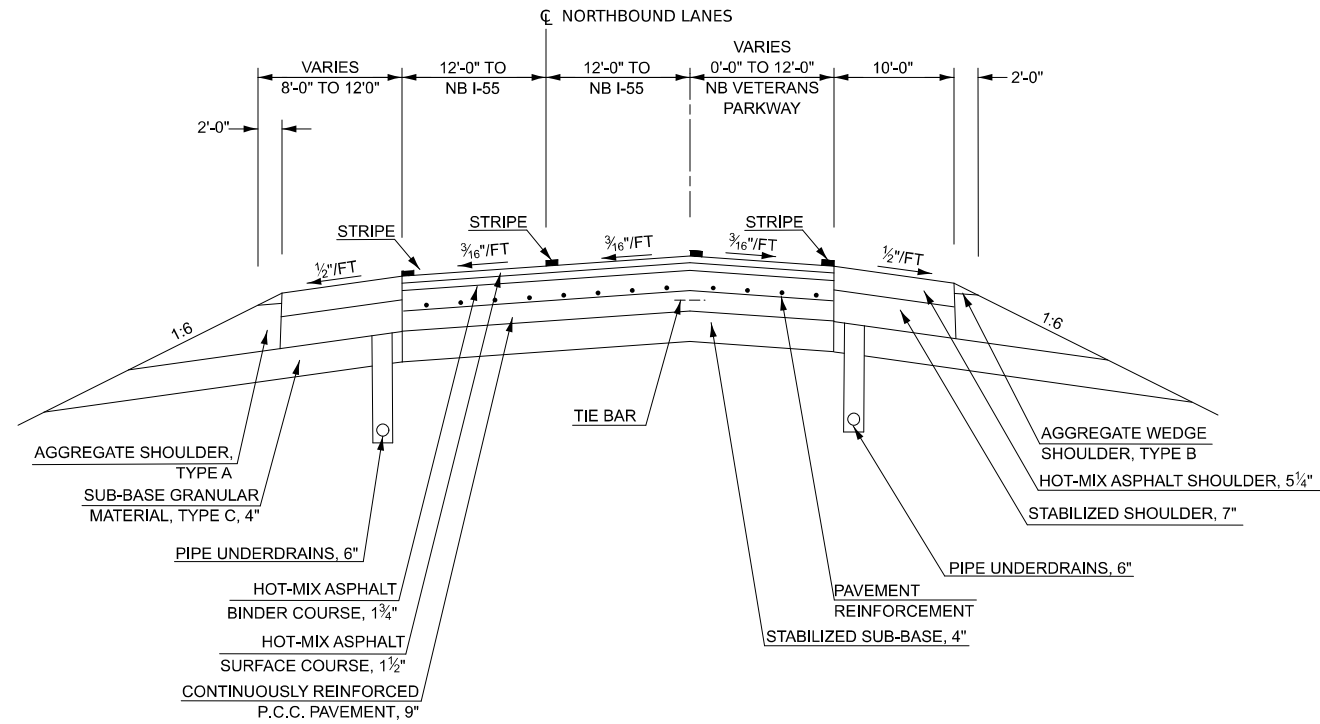 ℄ NORTHBOUND LANES
VARIES
8'-0" TO 12'0"
12'-0" TO
NB I-55
12'-0" TO
NB I-55
VARIES
0'-0" TO 12'-0"
NB VETERANS
PARKWAY
10'-0"
2'-0"
2'-0"
STRIPE
STRIPE
STRIPE
½"/FT
3⁄16"/FT
3⁄16"/FT
3⁄16"/FT
½"/FT
1:6
1:6
TIE BAR
AGGREGATE SHOULDER,
TYPE A
SUB-BASE GRANULAR
MATERIAL, TYPE C, 4"
PIPE UNDERDRAINS, 6"
HOT-MIX ASPHALT
BINDER COURSE, 1¾"
HOT-MIX ASPHALT
SURFACE COURSE, 1½"
CONTINUOUSLY REINFORCED
P.C.C. PAVEMENT, 9"
AGGREGATE WEDGE
SHOULDER, TYPE B
HOT-MIX ASPHALT SHOULDER, 5¼"
STABILIZED SHOULDER, 7"
PIPE UNDERDRAINS, 6"
PAVEMENT
REINFORCEMENT
STABILIZED SUB-BASE, 4"